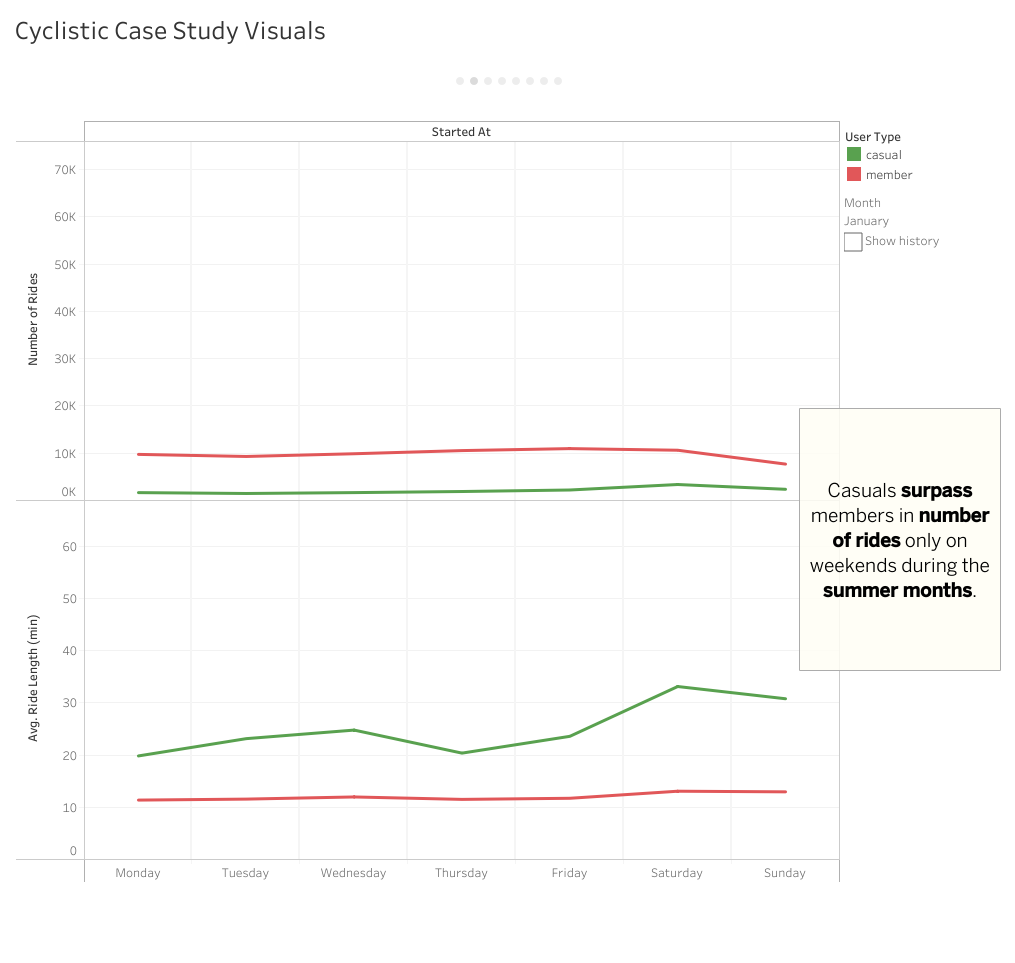 Cyclistic Case Study Visuals
Started At
User Type
casual
member
Month
January
Show history
Number of Rides
70K
60K
50K
40K
30K
20K
10K
0K
Casuals surpass
members in number
of rides only on
weekends during the
summer months.
Avg. Ride Length (min)
60
50
40
30
20
10
0
Monday Tuesday Wednesday Thursday Friday Saturday Sunday